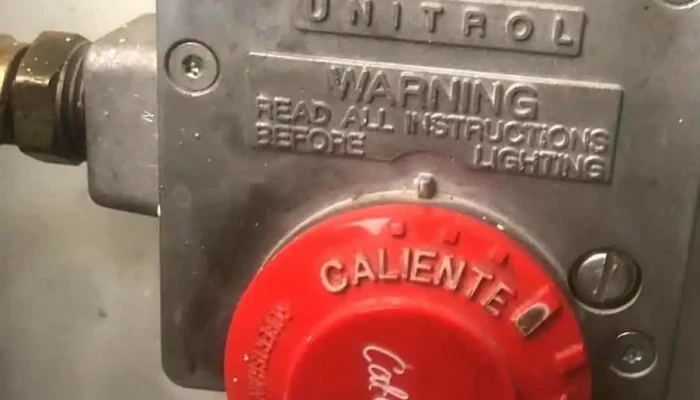 UNITROL
WARNING
READ ALL INSTRUCTIONS
BEFORE LIGHTING
CALIENTE